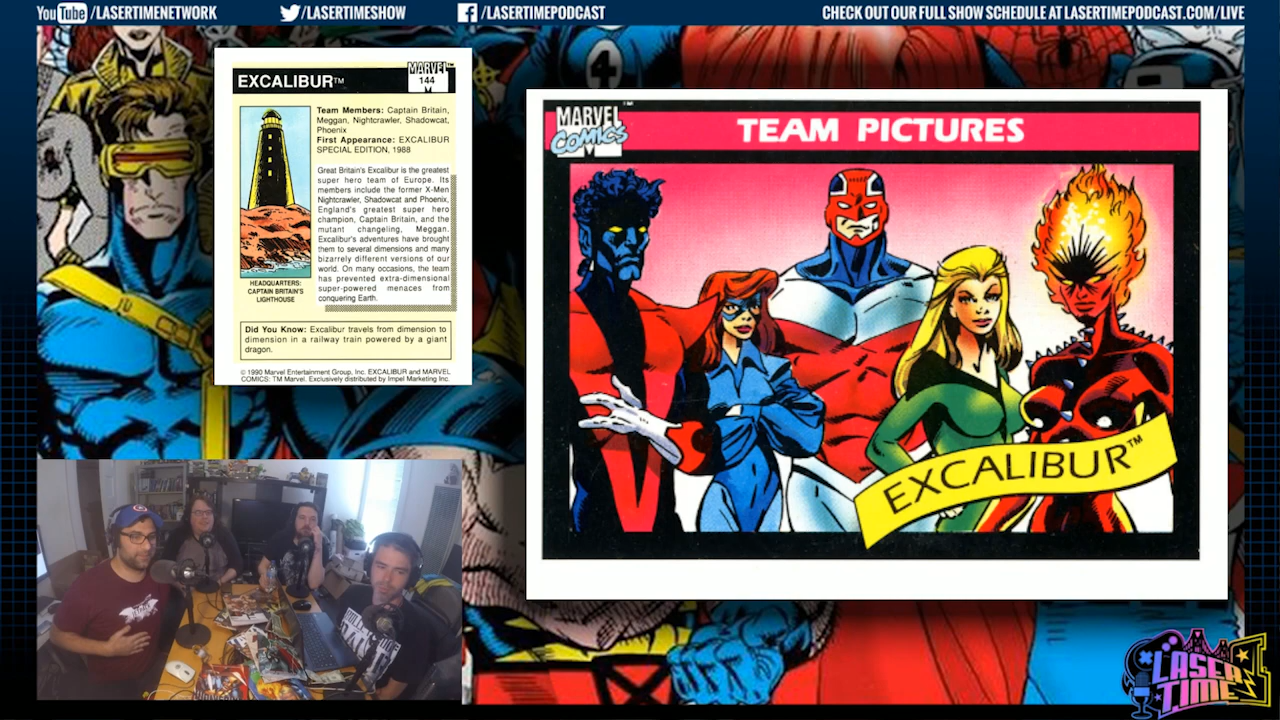 You Tube /LASERTIMENETWORK
/LASERTIMESHOW
/LASERTIMEPODCAST
CHECK OUT OUR FULL SHOW SCHEDULE AT LASERTIMEPODCAST.COM/LIVE
EXCALIBUR™
MARVEL™
144
Team Members: Captain Britain,
Meggan, Nightcrawler, Shadowcat,
Phoenix
First Appearance: EXCALIBUR
SPECIAL EDITION, 1988
Great Britain's Excalibur is the greatest
super hero team of Europe. Its
members include the former X-Men
Nightcrawler, Shadowcat and Phoenix,
England's greatest super hero
champion, Captain Britain, and the
mutant changeling, Meggan.
Excalibur's adventures have brought
them to several dimensions and many
bizarrely different versions of our
world. On many occasions, the team
has prevented extra-dimensional
super-powered menaces from
conquering Earth.
HEADQUARTERS:
CAPTAIN BRITAIN'S
LIGHTHOUSE
Did You Know: Excalibur travels from dimension to
dimension in a railway train powered by a giant
dragon.
© 1990 Marvel Entertainment Group, Inc. EXCALIBUR and MARVEL
COMICS: TM Marvel. Exclusively distributed by Impel Marketing Inc.
MARVEL™
COMICS
TEAM PICTURES
EXCALIBUR™
4
LASER
TIME